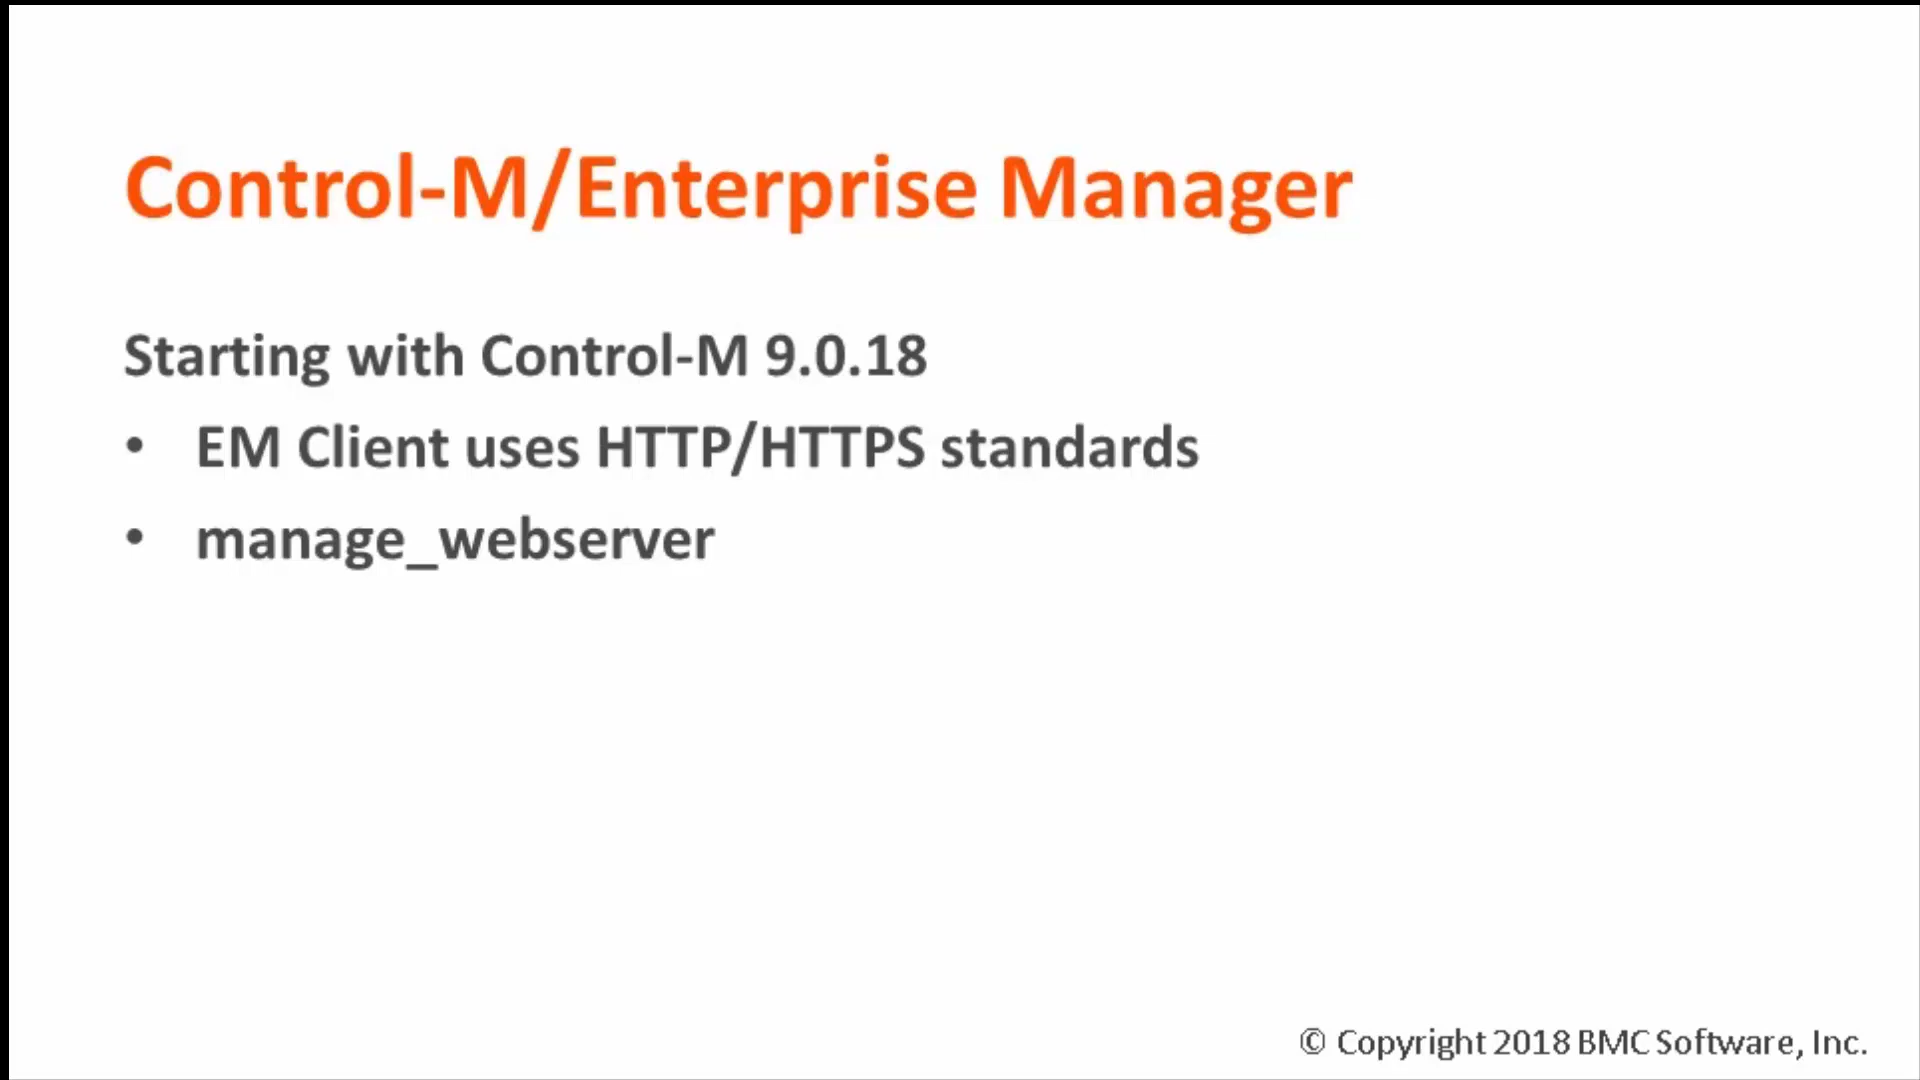 Control-M/Enterprise Manager
Starting with Control-M 9.0.18
• EM Client uses HTTP/HTTPS standards
• manage_webserver
© Copyright 2018 BMC Software, Inc.